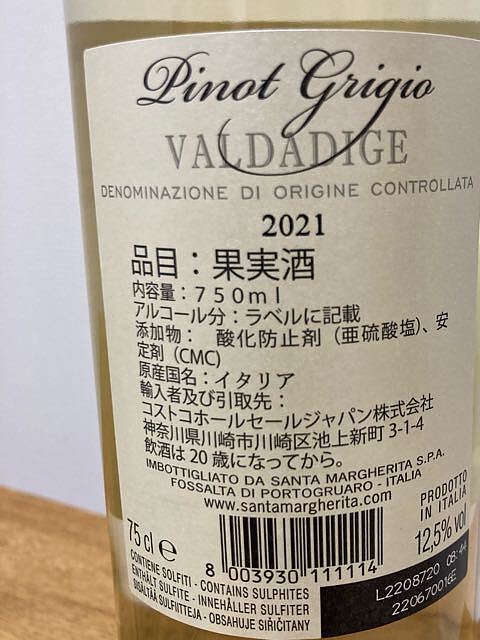 Pinot Grigio
VALDADIGE
DENOMINAZIONE DI ORIGINE CONTROLLATA
2021
品目：果実酒
内容量：７５０ｍｌ
アルコール分：ラベルに記載
添加物： 酸化防止剤（亜硫酸塩）、安
定剤（CMC）
原産国名：イタリア
輸入者及び引取先：
コストコホールセールジャパン株式会社
神奈川県川崎市川崎区池上新町 3-1-4
飲酒は20歳になってから。
IMBOTTIGLIATO DA SANTA MARGHERITA S.P.A.
FOSSALTA DI PORTOGRUARO - ITALIA
www.santamargherita.com
PRODOTTO
IN ITALIA
75 cl e
12,5% vol
8 003930 111114
CONTIENE SOLFITI - CONTAINS SULPHITES
ENTHÄLT SULFITE - INNEHÅLLER SULFITER
SISÄLTÄÄ SULFIITTEJA - OBSAHUJE SIŘIČITANY
L2208720 08:44
220670016E